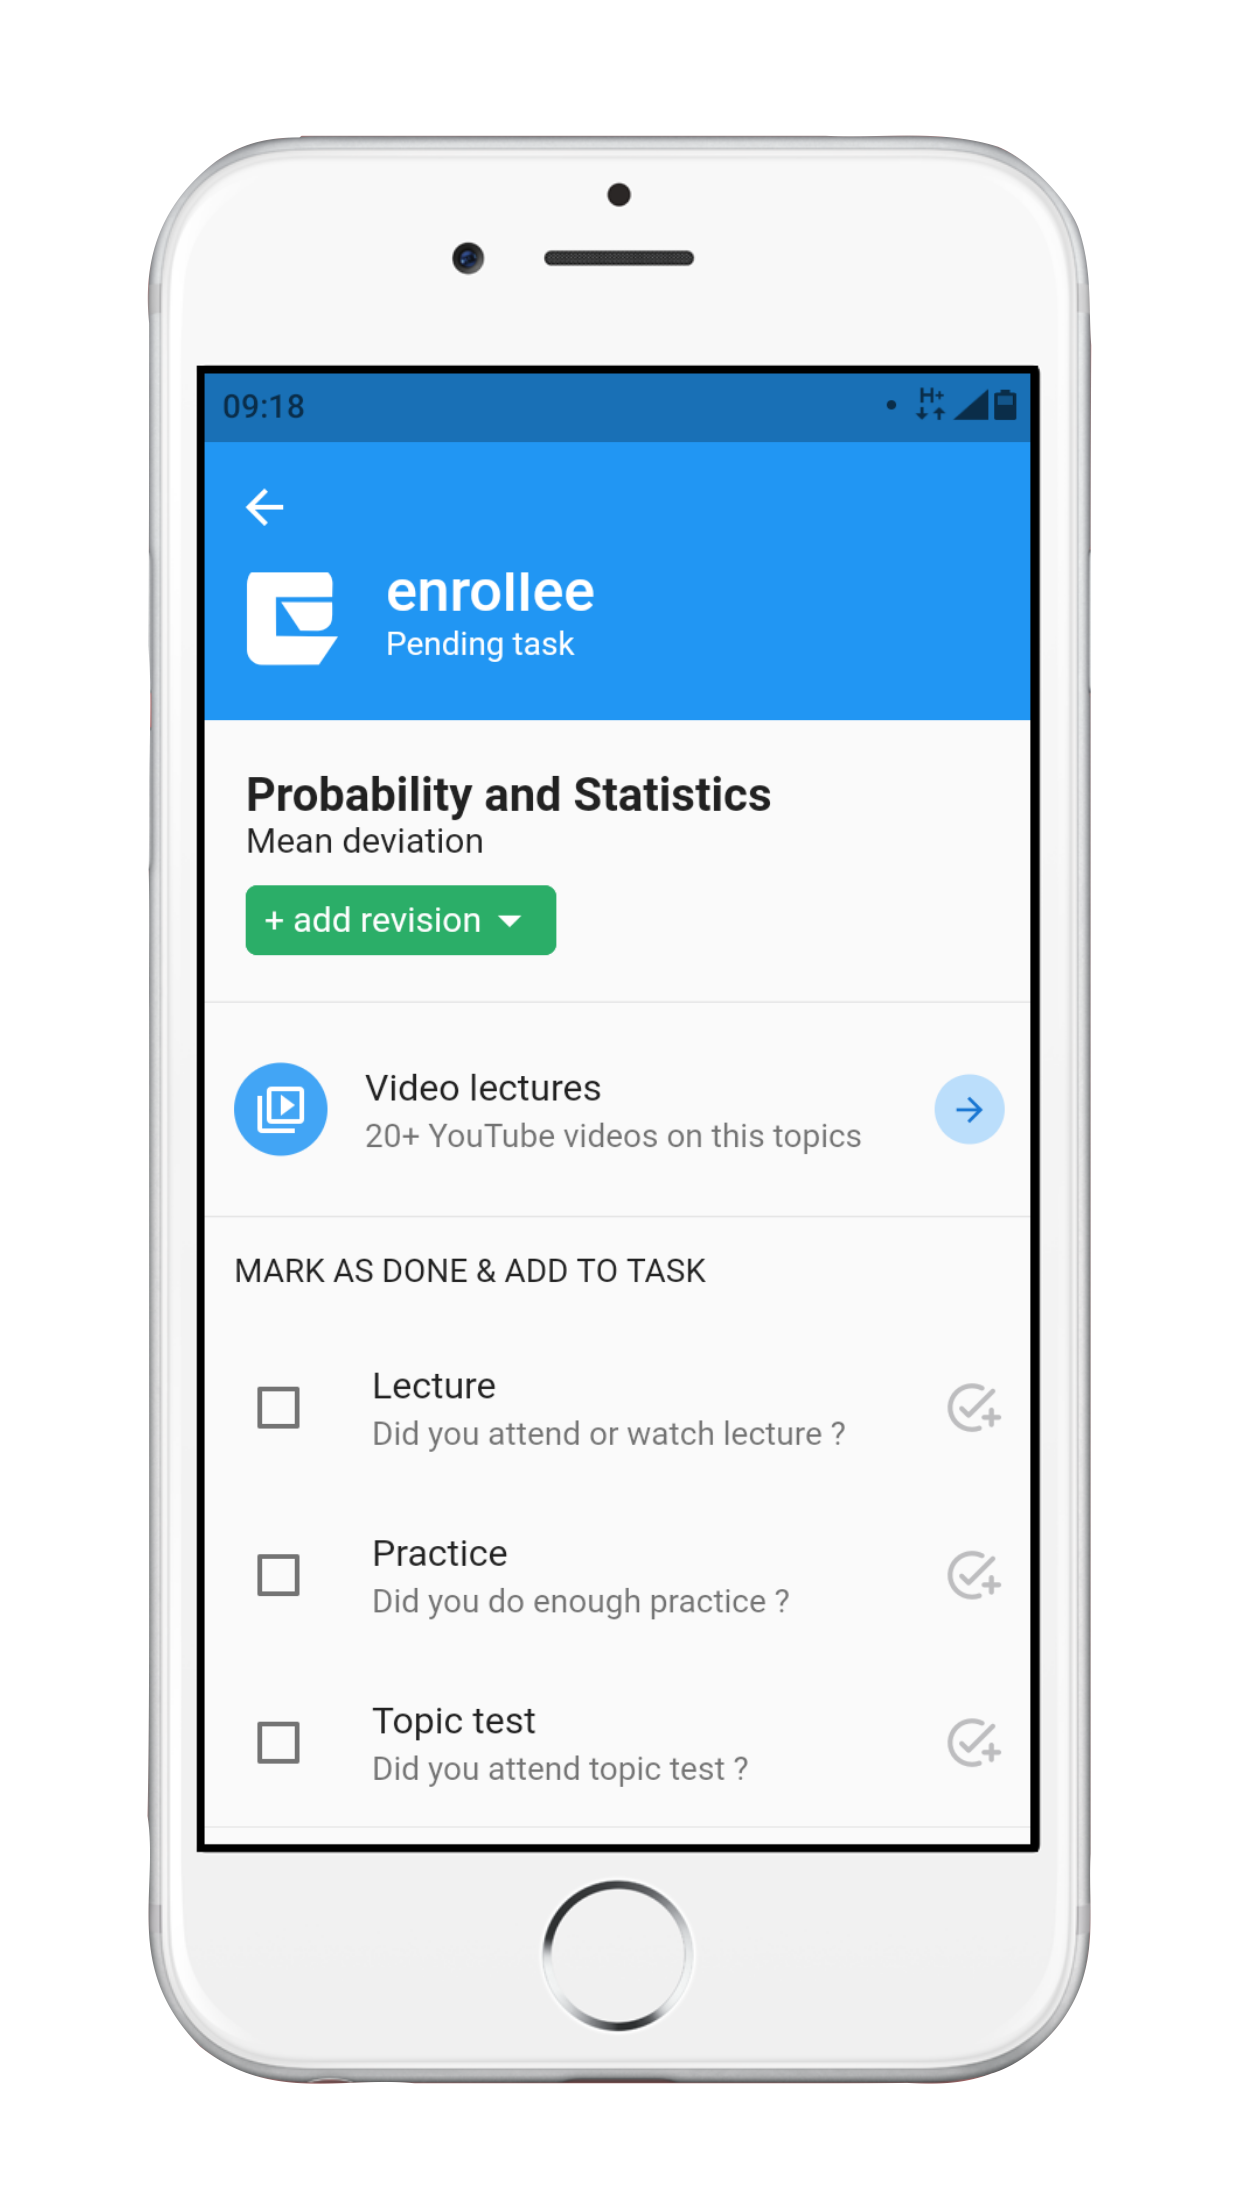 09:18
H+
enrollee
Pending task
Probability and Statistics
Mean deviation
+ add revision
Video lectures
20+ YouTube videos on this topics
MARK AS DONE & ADD TO TASK
Lecture
Did you attend or watch lecture ?
Practice
Did you do enough practice ?
Topic test
Did you attend topic test ?